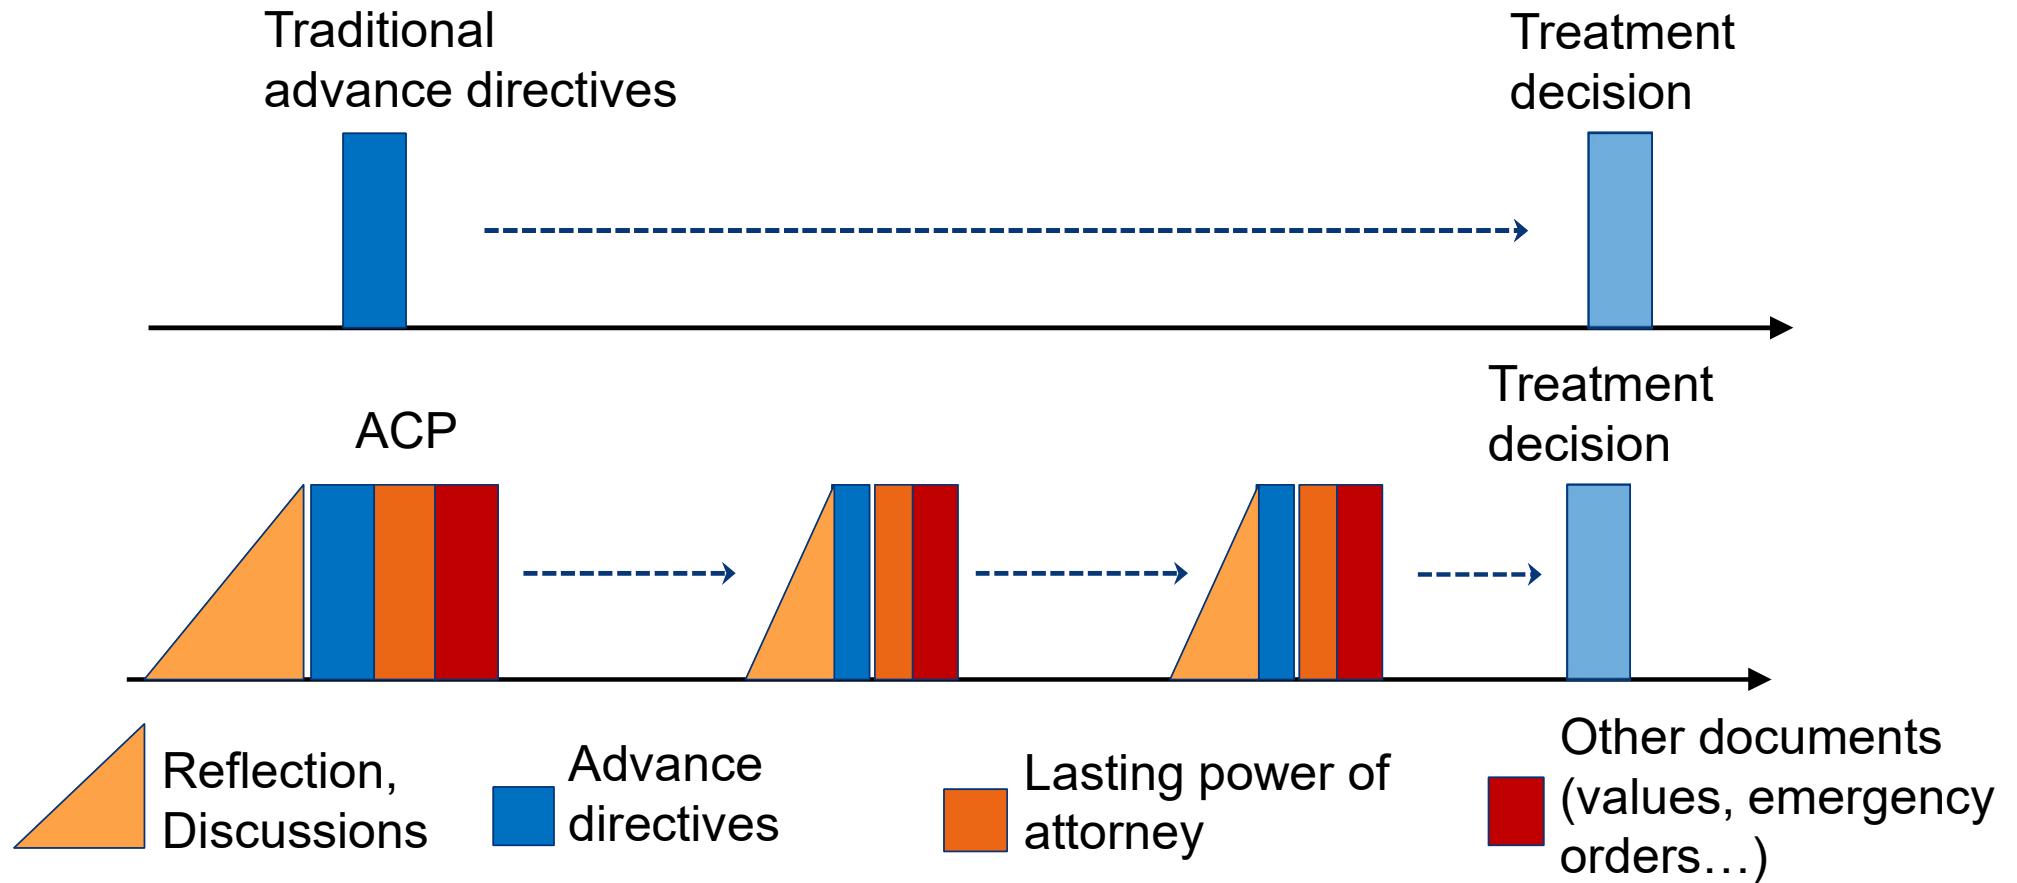 Traditional
advance directives
Treatment
decision
ACP
Treatment
decision
Reflection,
Discussions
Advance
directives
Lasting power of
attorney
Other documents
(values, emergency
orders…)